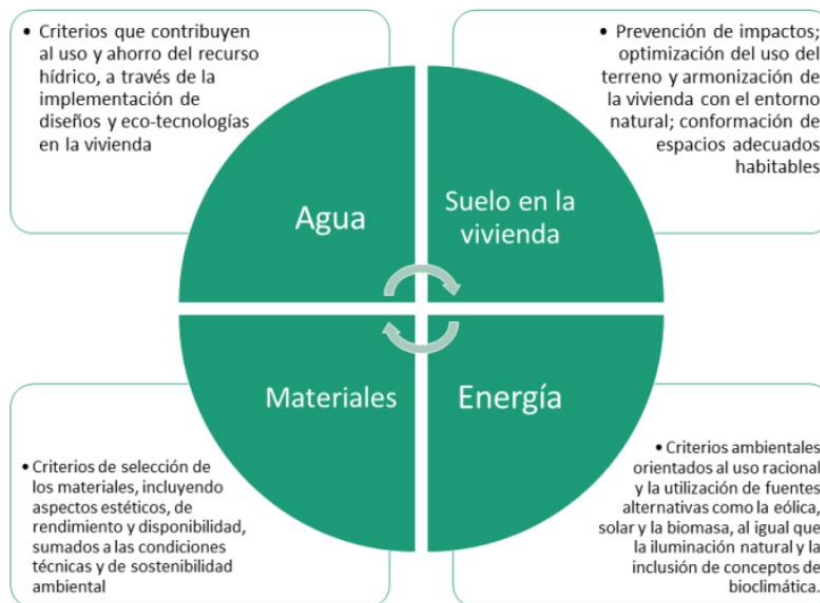 • Criterios que contribuyen
al uso y ahorro del recurso
hídrico, a través de la
implementación de
diseños y eco-tecnologías
en la vivienda
• Prevención de impactos;
optimización del uso del
terreno y armonización de
la vivienda con el entorno
natural; conformación de
espacios adecuados
habitables
Agua
Suelo en la
vivienda
Materiales
Energía
• Criterios de selección de
los materiales, incluyendo
aspectos estéticos, de
rendimiento y disponibilidad,
sumados a las condiciones
técnicas y de sostenibilidad
ambiental
• Criterios ambientales
orientados al uso racional
y la utilización de fuentes
alternativas como la eólica,
solar y la biomasa, al igual que
la iluminación natural y la
inclusión de conceptos de
bioclimática.